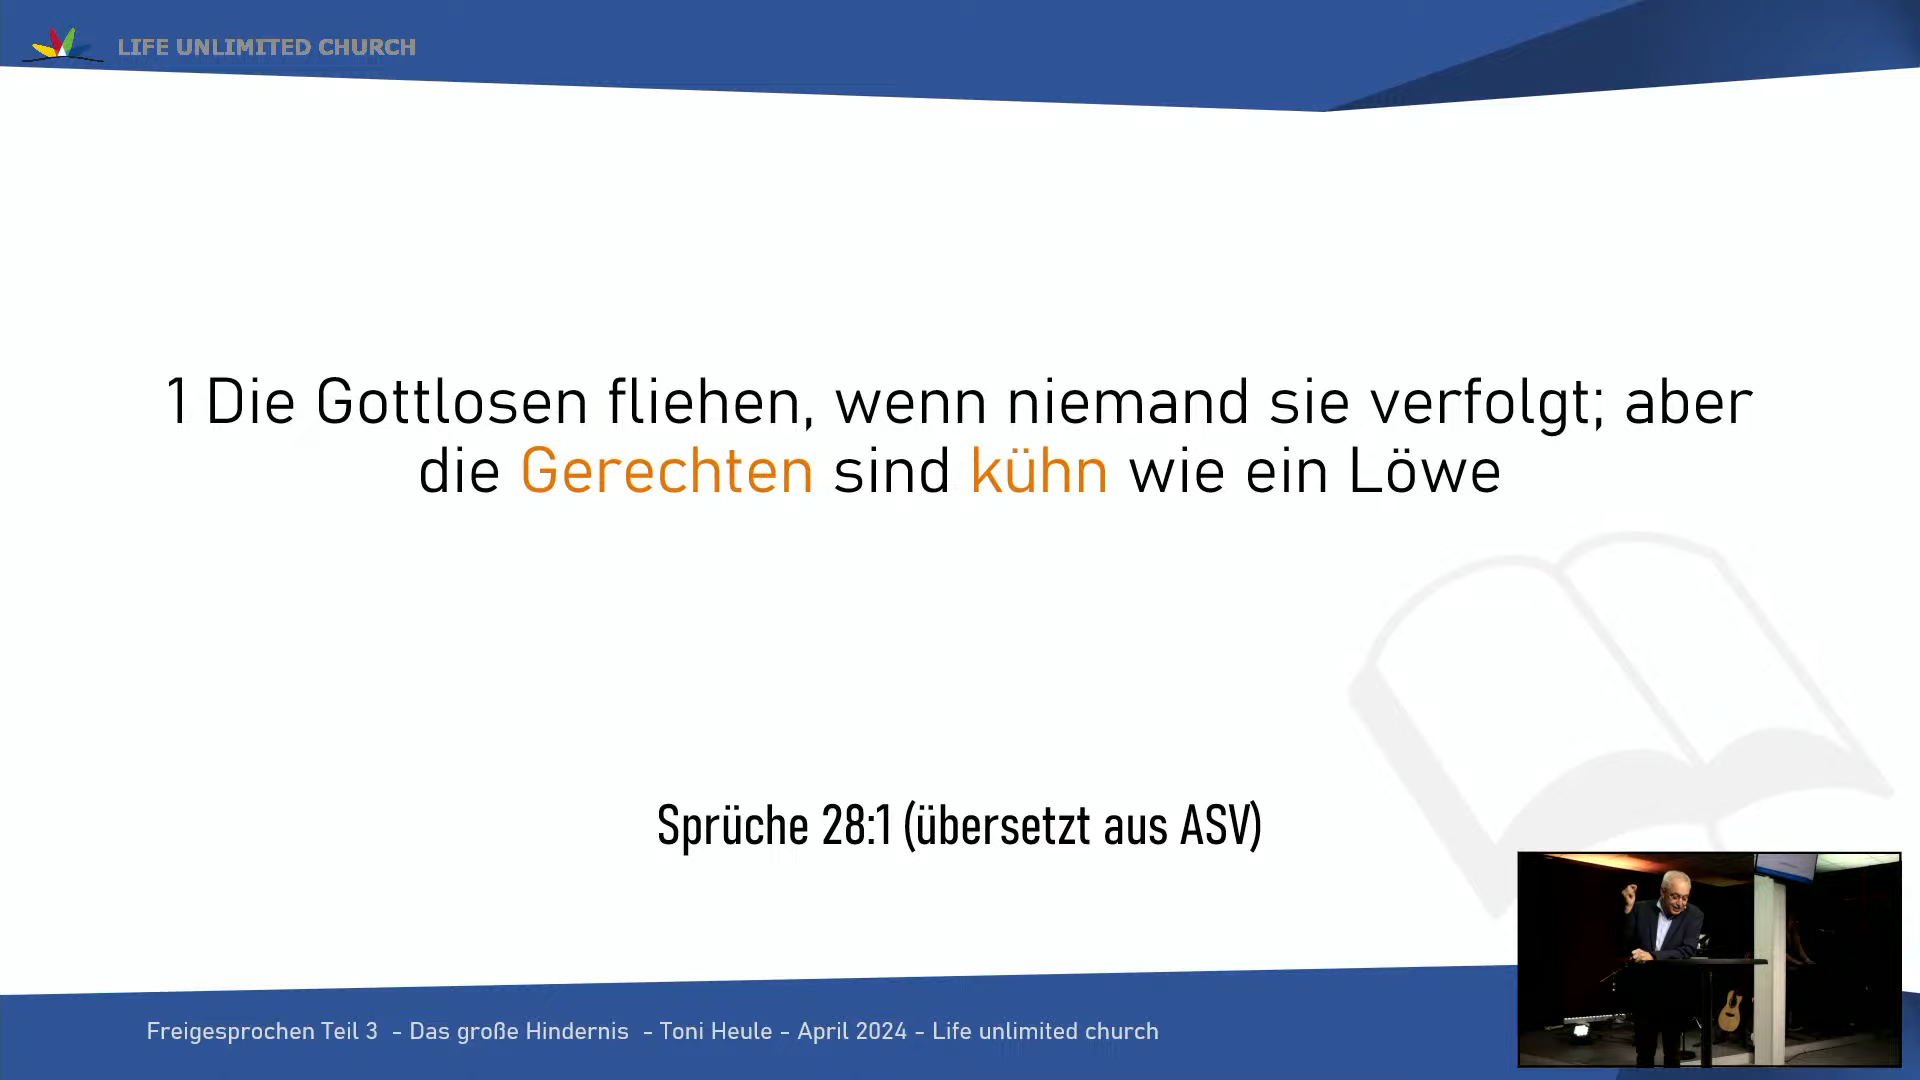 LIFE UNLIMITED CHURCH
1 Die Gottlosen fliehen, wenn niemand sie verfolgt; aber
die Gerechten sind kühn wie ein Löwe
Sprüche 28:1 (übersetzt aus ASV)
Freigesprochen Teil 3 - Das große Hindernis - Toni Heule - April 2024 - Life unlimited church